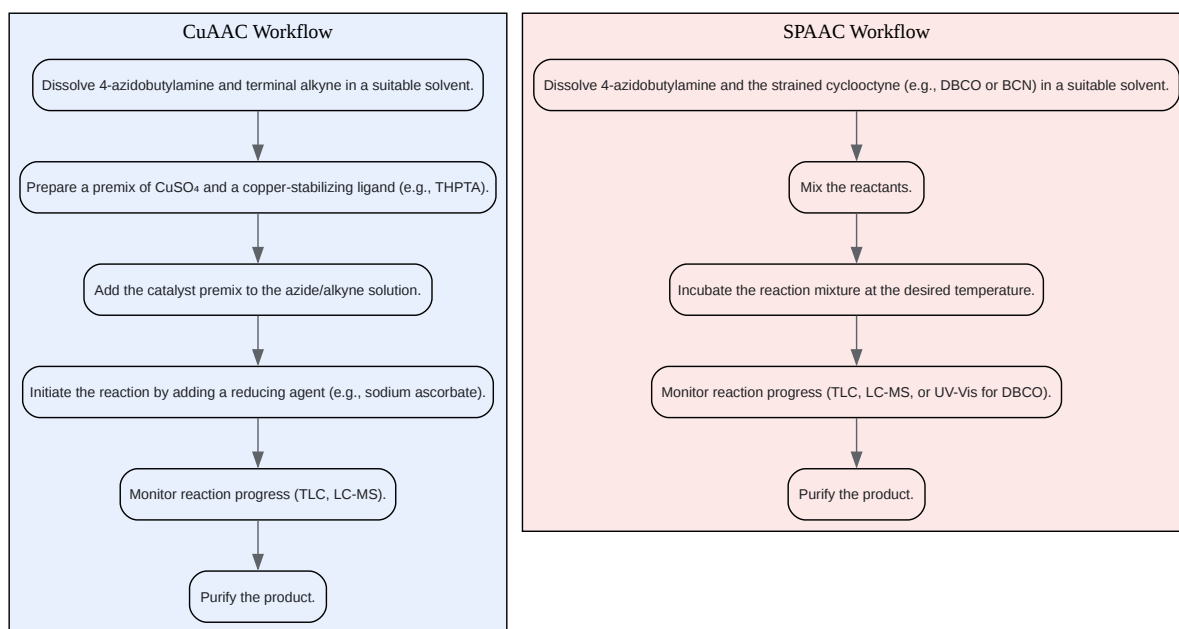 CuAAC Workflow
Dissolve 4-azidobutylamine and terminal alkyne in a suitable solvent.
Prepare a premix of CuSO₄ and a copper-stabilizing ligand (e.g., THPTA).
Add the catalyst premix to the azide/alkyne solution.
Initiate the reaction by adding a reducing agent (e.g., sodium ascorbate).
Monitor reaction progress (TLC, LC-MS).
Purify the product.
SPAAC Workflow
Dissolve 4-azidobutylamine and the strained cyclooctyne (e.g., DBCO or BCN) in a suitable solvent.
Mix the reactants.
Incubate the reaction mixture at the desired temperature.
Monitor reaction progress (TLC, LC-MS, or UV-Vis for DBCO).
Purify the product.